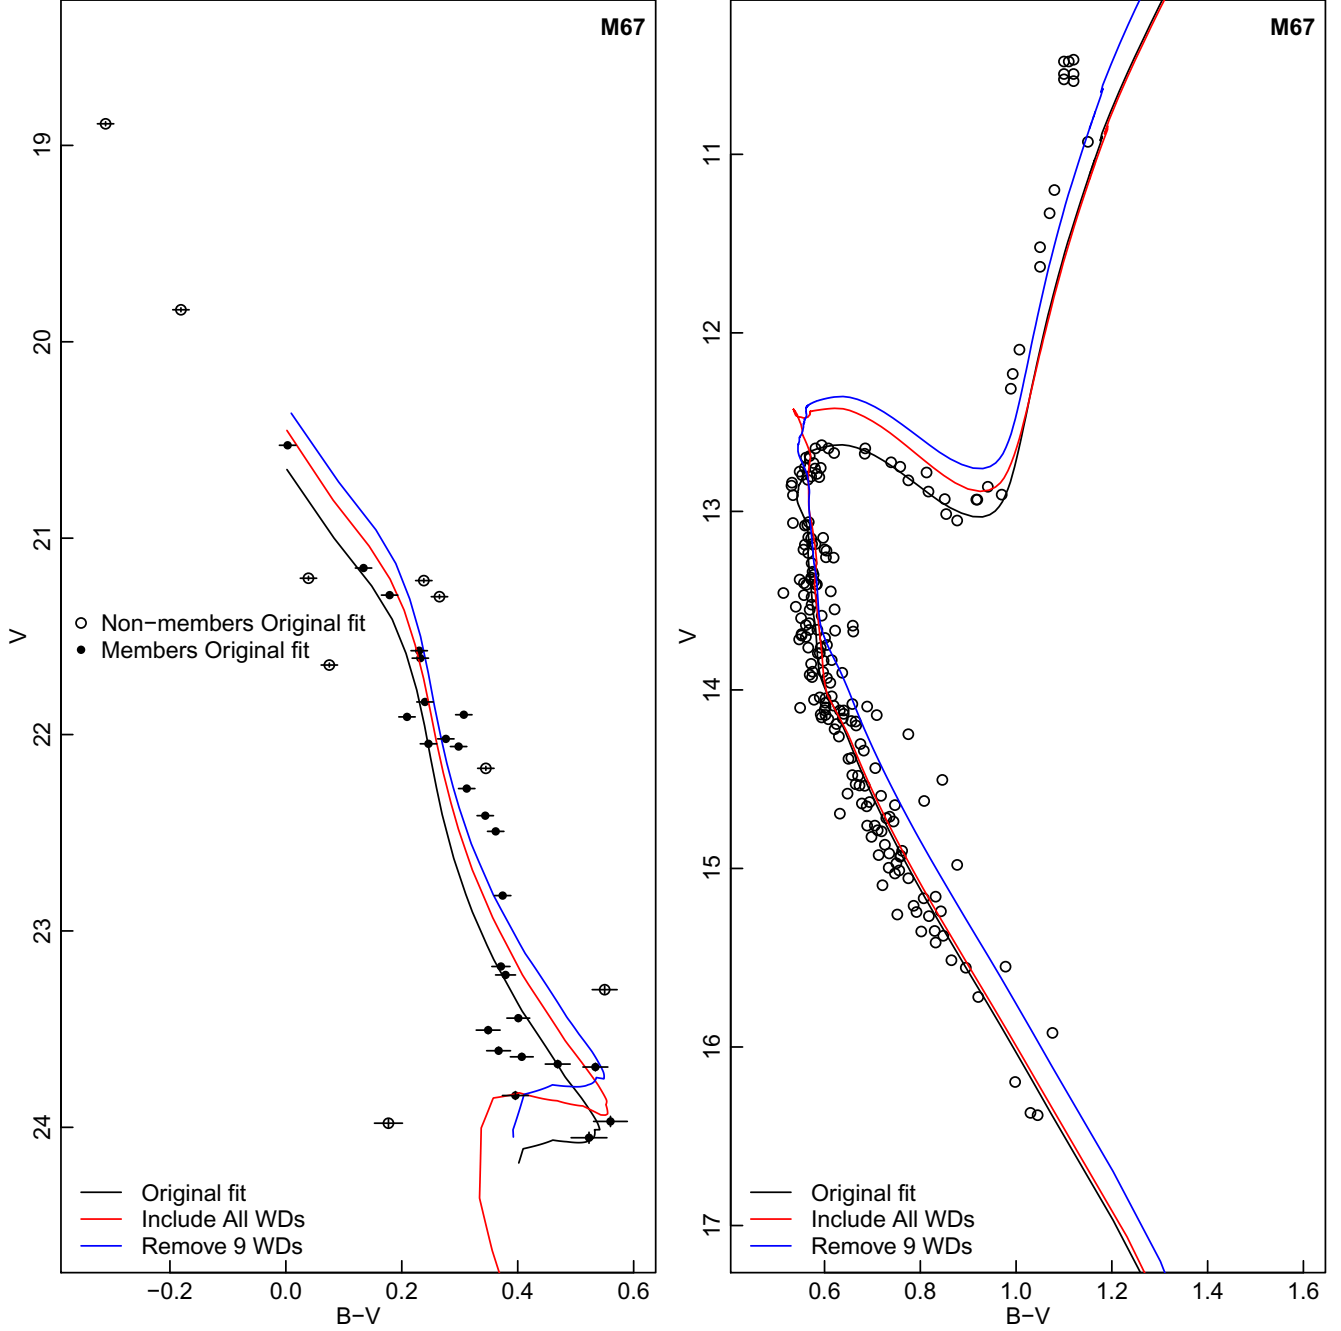 M67
19
20
21
22
23
24
V
Non−members Original fit
Members Original fit
Original fit
Include All WDs
Remove 9 WDs
−0.2
0.0
0.2
0.4
0.6
B−V
M67
11
12
13
14
15
16
17
V
Original fit
Include All WDs
Remove 9 WDs
0.6
0.8
1.0
1.2
1.4
1.6
B−V